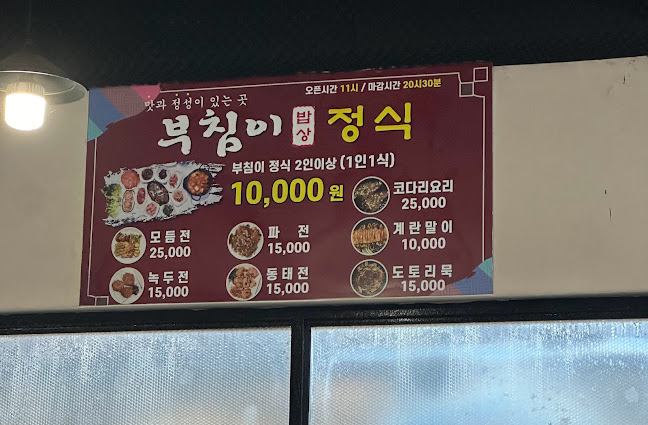 오픈시간 11시 / 마감시간 20시30분
맛과 정성이 있는 곳
부침이 밥상 정식
부침이 정식 2인이상 (1인1식)
10,000 원
코다리요리
25,000
모듬전
25,000
파 전
15,000
계란말이
10,000
녹두전
15,000
동태전
15,000
도토리묵
15,000